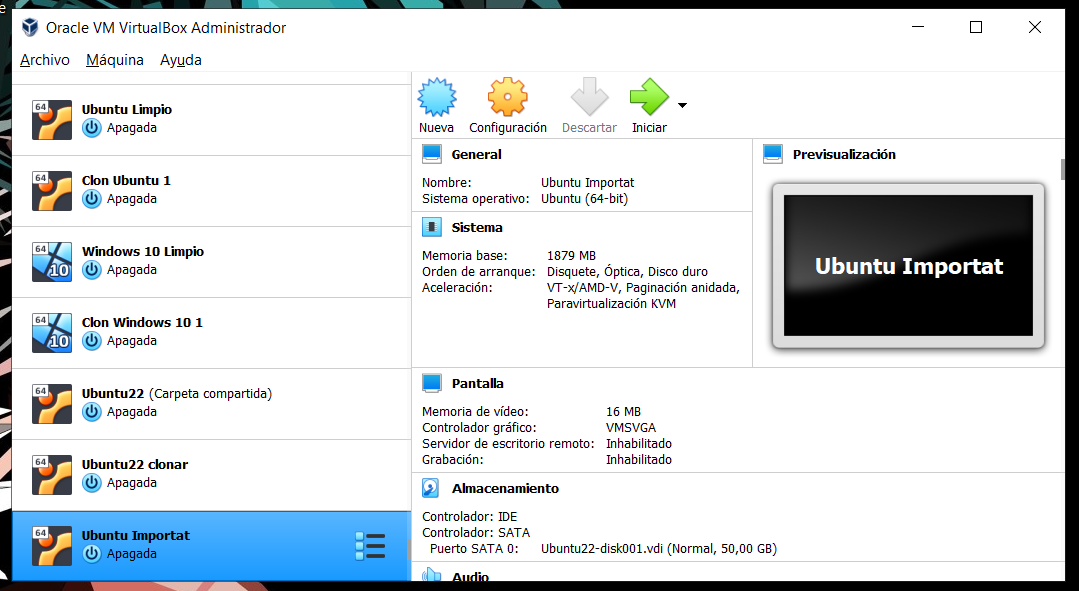 e
Oracle VM VirtualBox Administrador
Archivo Máquina Ayuda
64
Ubuntu Limpio
Apagada
64
Clon Ubuntu 1
Apagada
64
10
Windows 10 Limpio
Apagada
64
10
Clon Windows 10 1
Apagada
64
Ubuntu22 (Carpeta compartida)
Apagada
64
Ubuntu22 clonar
Apagada
64
Ubuntu Importat
Apagada
Nueva Configuración Descartar Iniciar
General
Nombre: Ubuntu Importat
Sistema operativo: Ubuntu (64-bit)
Sistema
Memoria base: 1879 MB
Orden de arranque: Disquete, Óptica, Disco duro
Aceleración: VT-x/AMD-V, Paginación anidada,
Paravirtualización KVM
Previsualización
Ubuntu Importat
Pantalla
Memoria de vídeo: 16 MB
Controlador gráfico: VMSVGA
Servidor de escritorio remoto: Inhabilitado
Grabación: Inhabilitado
Almacenamiento
Controlador: IDE
Controlador: SATA
Puerto SATA 0: Ubuntu22-disk001.vdi (Normal, 50,00 GB)
Audio